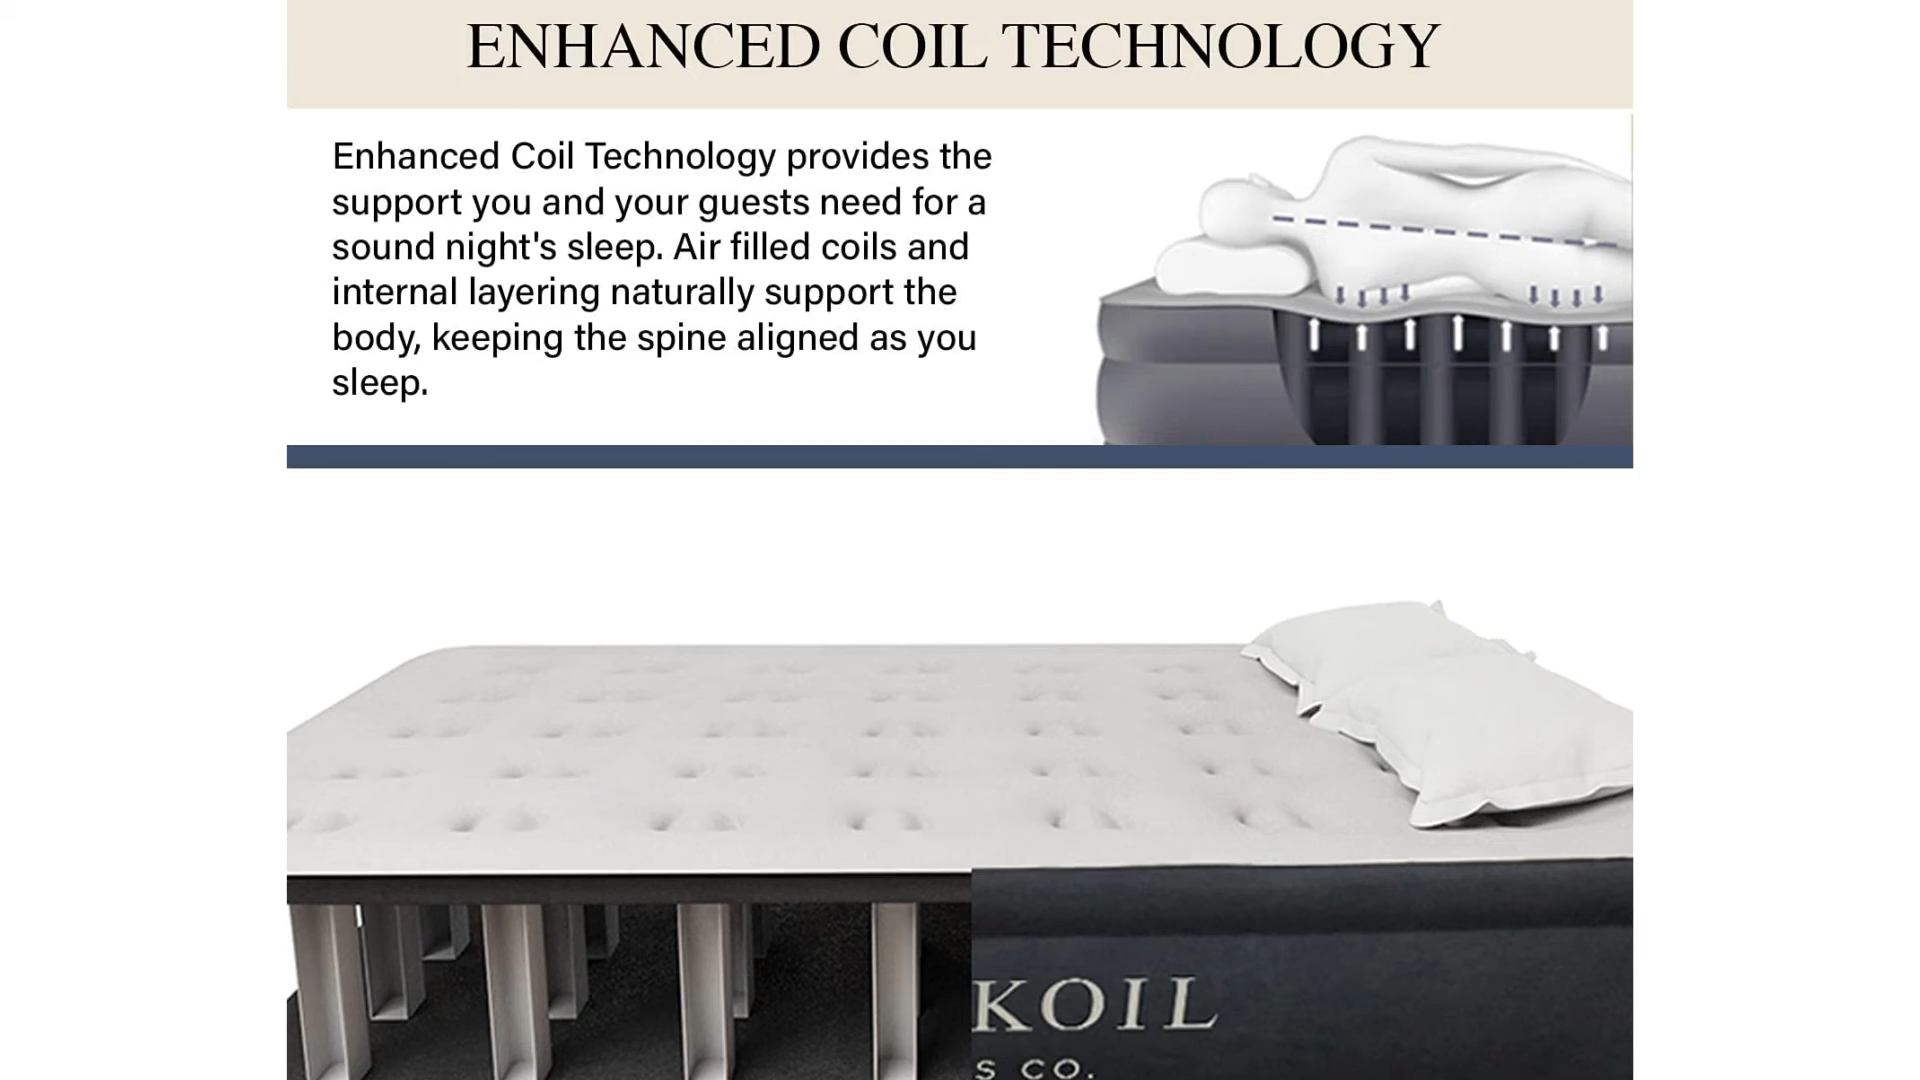 ENHANCED COIL TECHNOLOGY
Enhanced Coil Technology provides the
support you and your guests need for a
sound night's sleep. Air filled coils and
internal layering naturally support the
body, keeping the spine aligned as you
sleep.
KOIL
S CO.